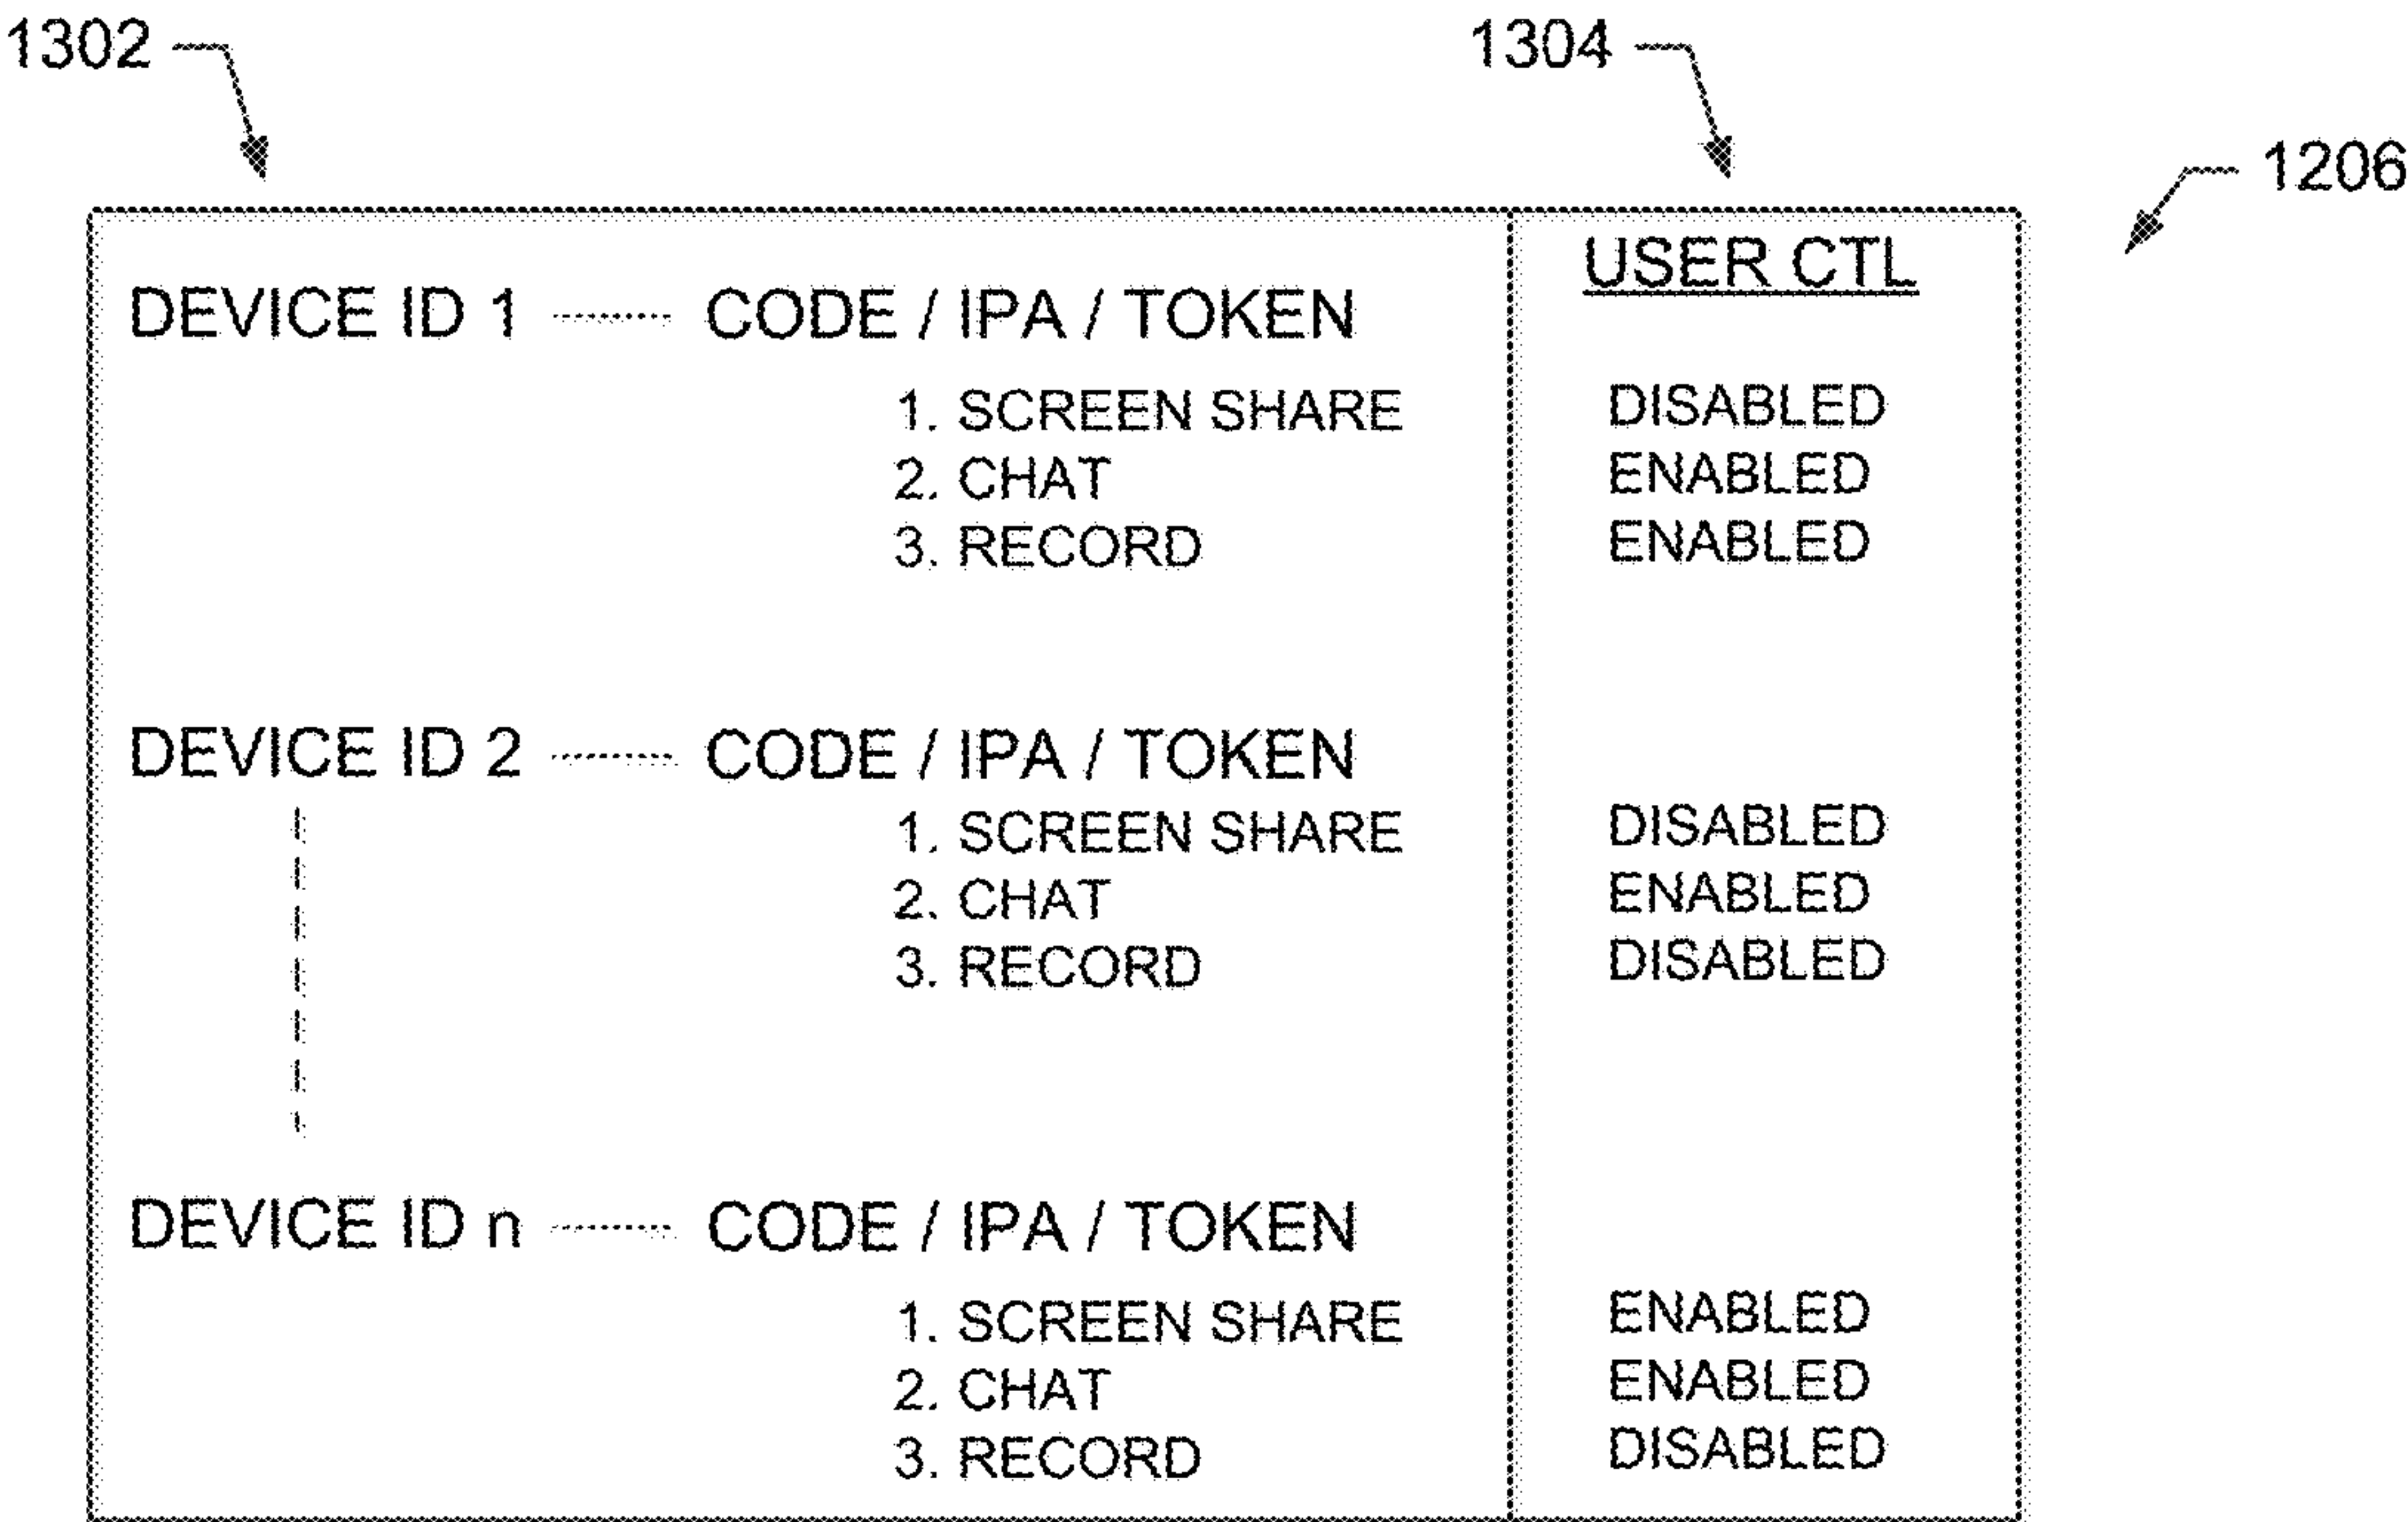 1302
1304
1206
USER CTL
DEVICE ID 1 CODE / IPA / TOKEN
1. SCREEN SHARE DISABLED
2. CHAT ENABLED
3. RECORD ENABLED
DEVICE ID 2 CODE / IPA / TOKEN
1. SCREEN SHARE DISABLED
2. CHAT ENABLED
3. RECORD DISABLED
DEVICE ID n CODE / IPA / TOKEN
1. SCREEN SHARE ENABLED
2. CHAT ENABLED
3. RECORD DISABLED